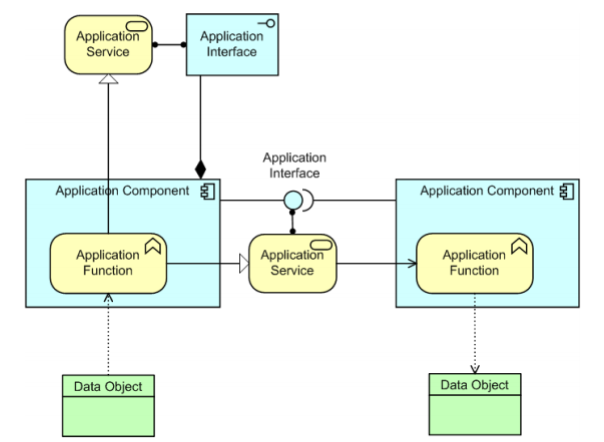 Application
Service
Application
Interface
Application
Interface
Application Component
Application Component
Application
Function
Application
Service
Application
Function
Data Object
Data Object